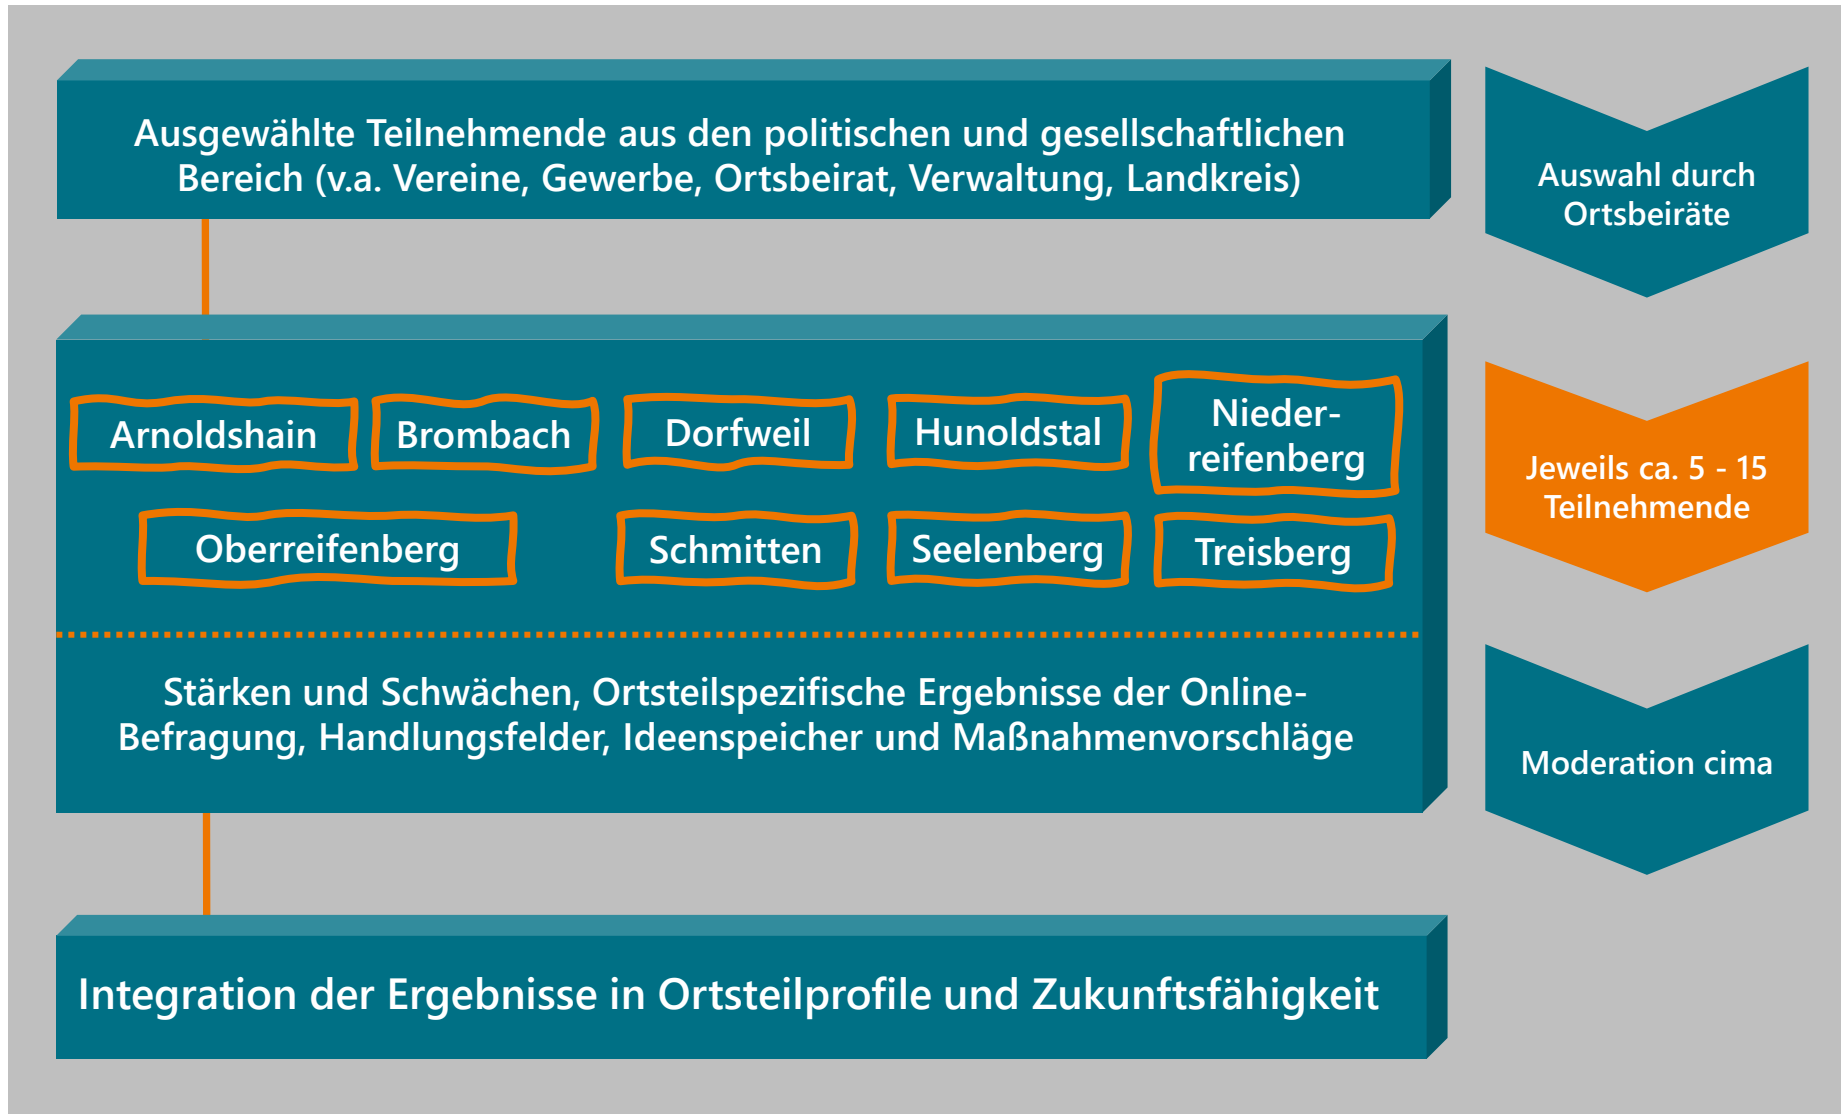 Ausgewählte Teilnehmende aus den politischen und gesellschaftlichen
Bereich (v.a. Vereine, Gewerbe, Ortsbeirat, Verwaltung, Landkreis)
Auswahl durch
Ortsbeiräte
Arnoldshain
Brombach
Dorfweil
Hunoldstal
Nieder-
reifenberg
Oberreifenberg
Schmitten
Seelenberg
Treisberg
Jeweils ca. 5 - 15
Teilnehmende
Stärken und Schwächen, Ortsteilspezifische Ergebnisse der Online-
Befragung, Handlungsfelder, Ideenspeicher und Maßnahmenvorschläge
Moderation cima
Integration der Ergebnisse in Ortsteilprofile und Zukunftsfähigkeit